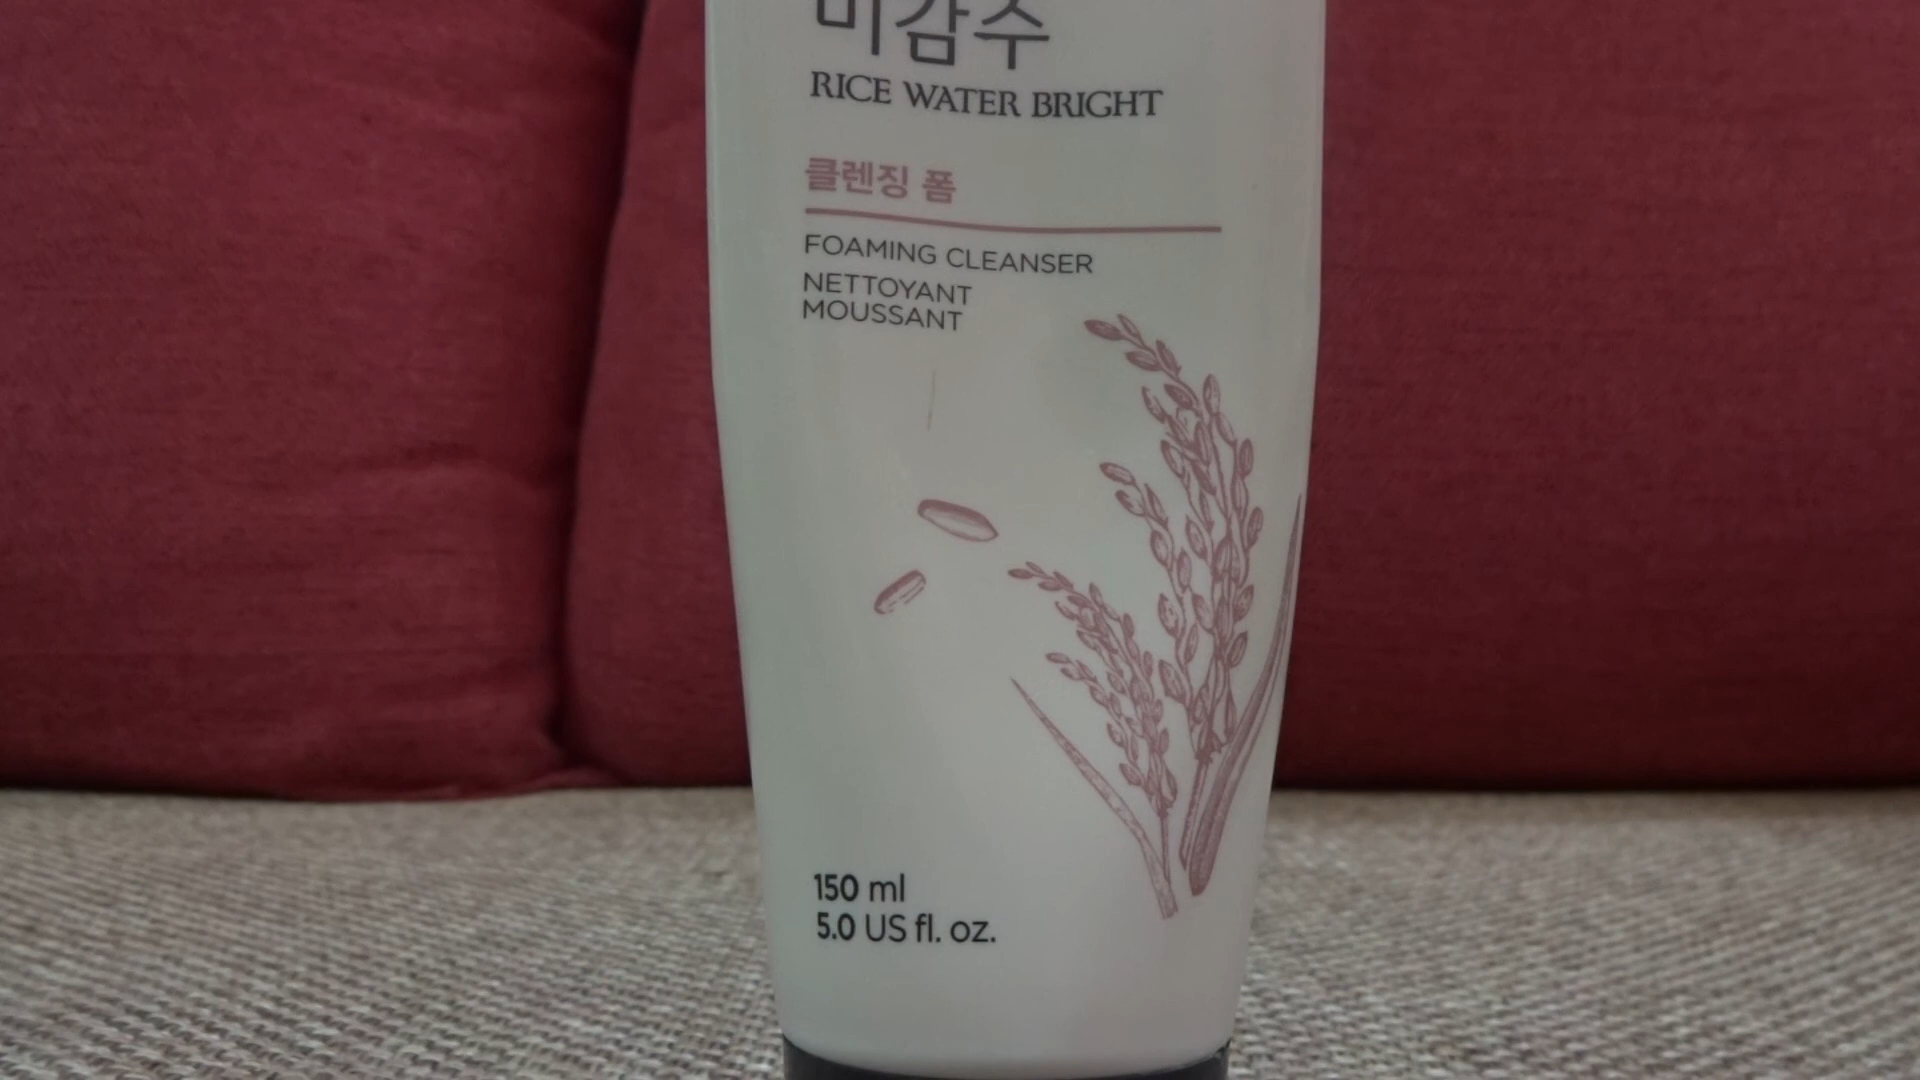 미감수
RICE WATER BRIGHT
클렌징 폼
FOAMING CLEANSER
NETTOYANT
MOUSSANT
150 ml
5.0 US fl. oz.